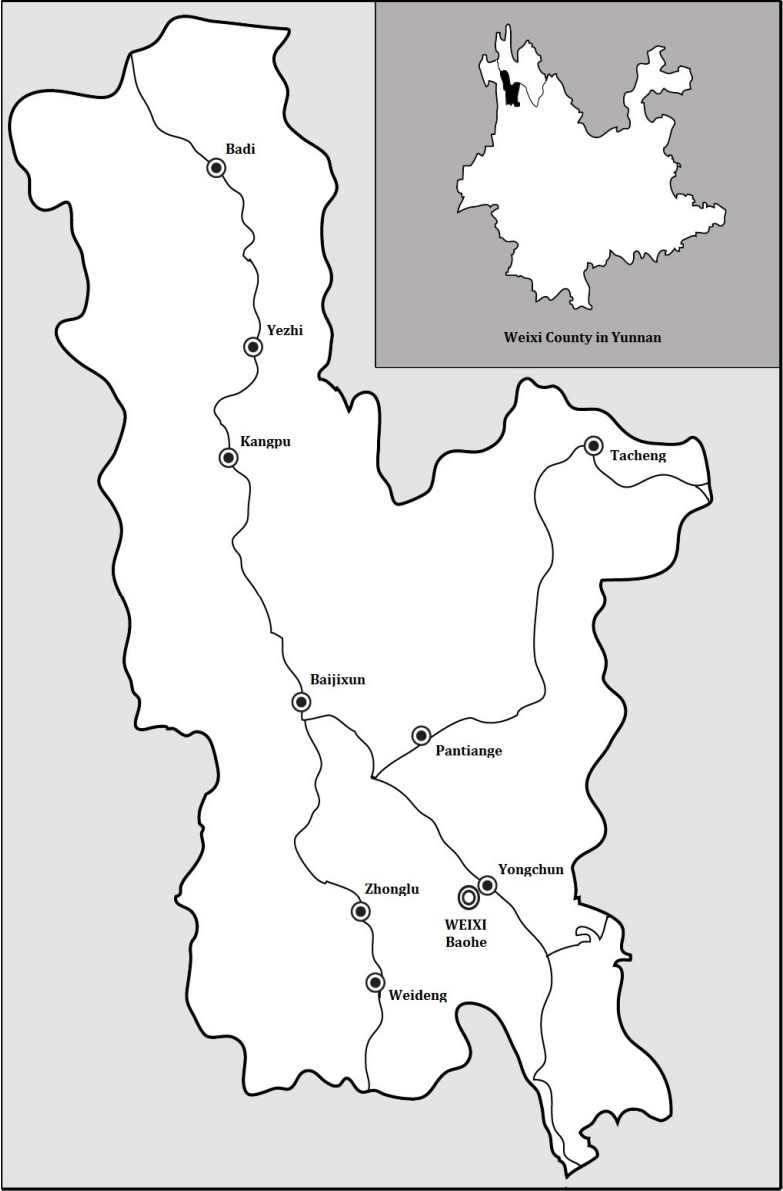 Badi
Weixi County in Yunnan
Yezhi
Kangpu
Tacheng
Baijixun
Pantiange
Yongchun
Zhonglu
WEIXI
Baohe
Weideng